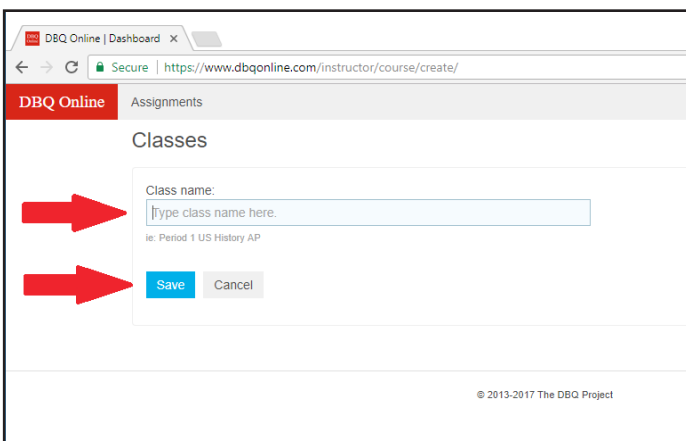 DBQ Online | Dashboard
Secure | https://www.dbqonline.com/instructor/course/create/
DBQ Online Assignments
Classes
Class name:
Type class name here.
ie: Period 1 US History AP
Save Cancel
© 2013-2017 The DBQ Project